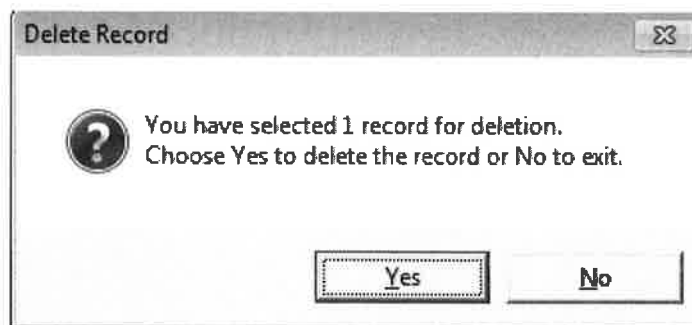 Delete Record
You have selected 1 record for deletion.
Choose Yes to delete the record or No to exit.
Yes
No